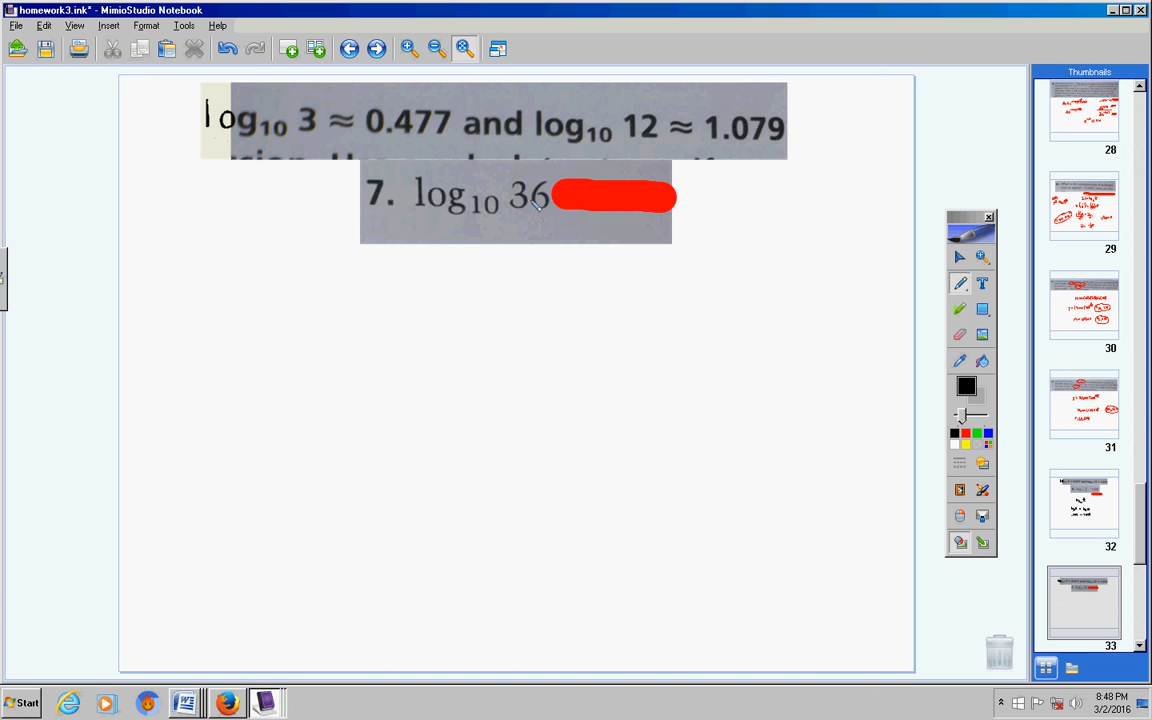 homework3.ink* - MimioStudio Notebook
File Edit View Insert Format Tools Help
Thumbnails
log₁₀ 3 ≈ 0.477 and log₁₀ 12 ≈ 1.079
7. log₁₀ 36
28
29
30
31
32
33
Start
8:48 PM
3/2/2016